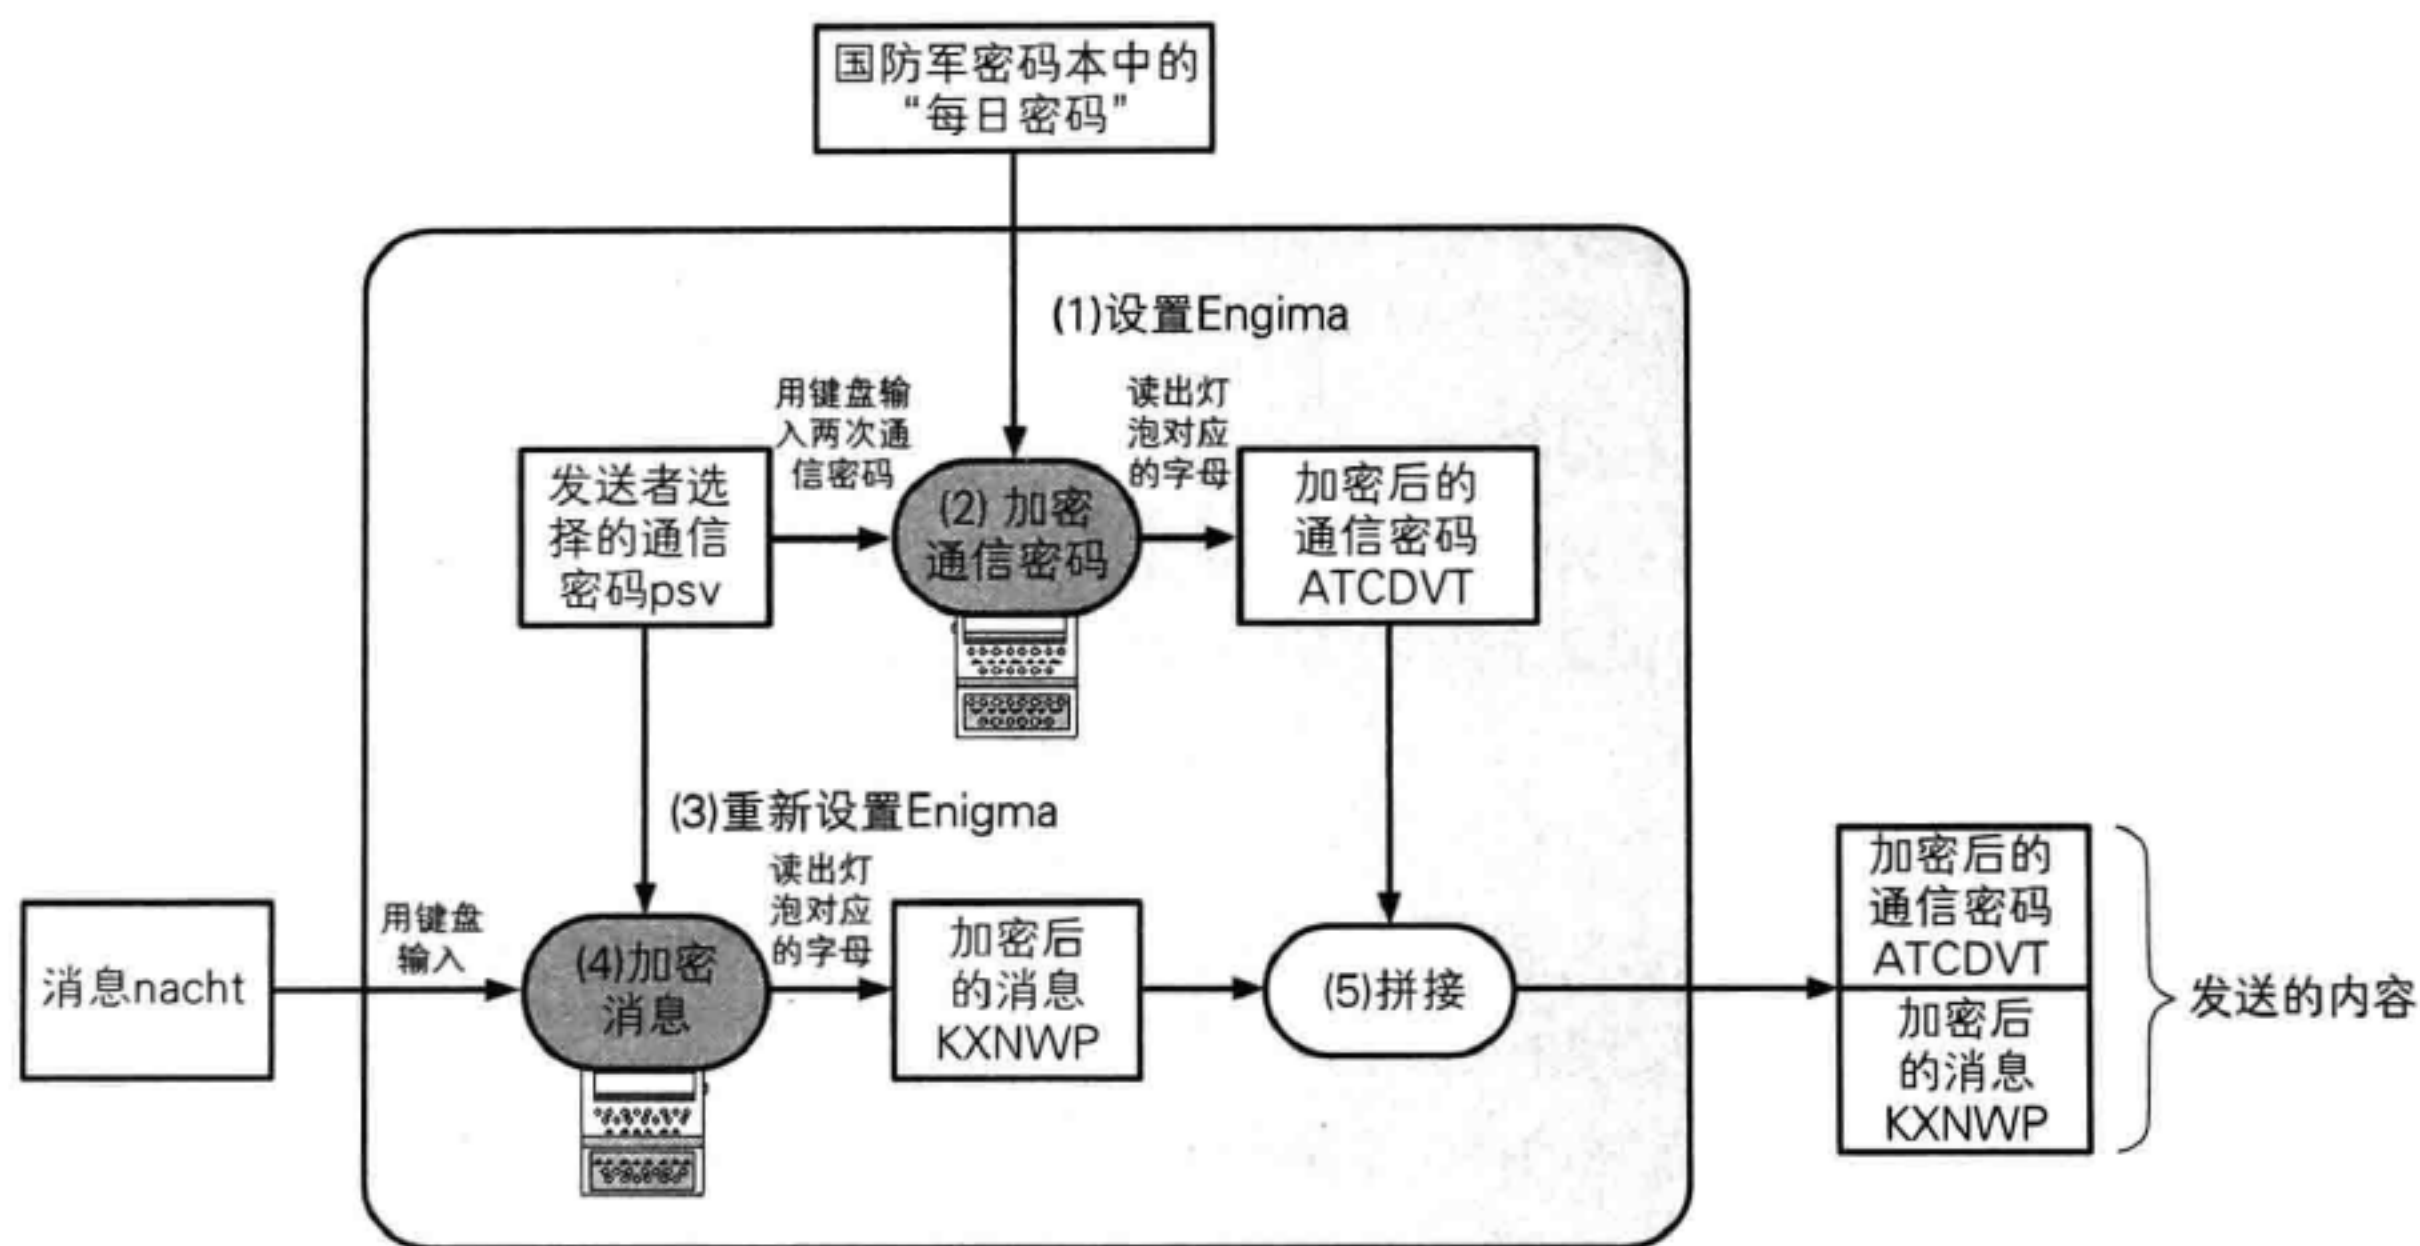 国防军密码本中的
“每日密码”
(1)设置Engima
用键盘输
入两次通
信密码
读出灯
泡对应
的字母
发送者选
择的通信
密码psv
(2) 加密
通信密码
加密后的
通信密码
ATCDVT
(3)重新设置Enigma
消息nacht
用键盘
输入
(4)加密
消息
读出灯
泡对应
的字母
加密后
的消息
KXNWP
(5)拼接
加密后的
通信密码
ATCDVT
加密后
的消息
KXNWP
发送的内容